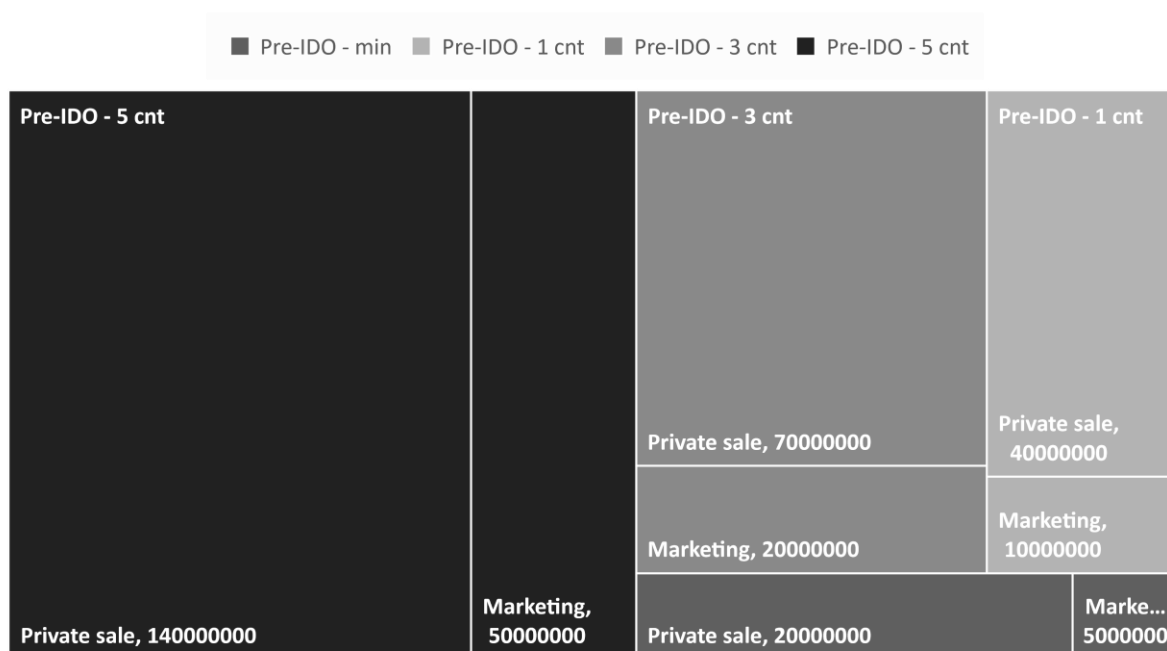 Pre-IDO - min Pre-IDO - 1 cnt Pre-IDO - 3 cnt Pre-IDO - 5 cnt
Pre-IDO - 5 cnt
Private sale, 140000000
Marketing,
50000000
Pre-IDO - 3 cnt
Private sale, 70000000
Marketing, 20000000
Pre-IDO - 1 cnt
Private sale,
40000000
Marketing,
10000000
Private sale, 20000000
Marke...
5000000